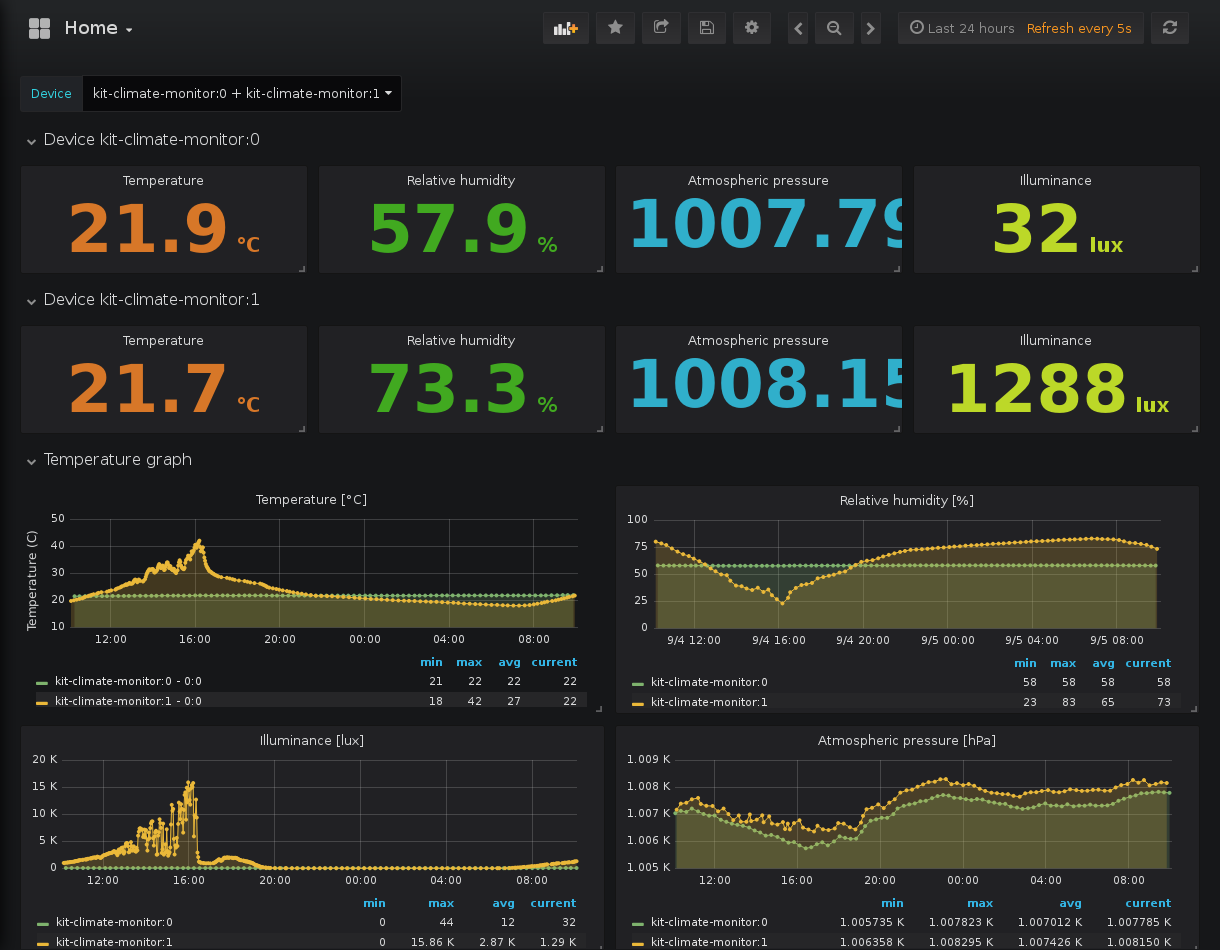 Home
Last 24 hours Refresh every 5s
Device kit-climate-monitor:0 + kit-climate-monitor:1
Device kit-climate-monitor:0
Temperature Relative humidity Atmospheric pressure Illuminance
21.9 °C 57.9 % 1007.79 32 lux
Device kit-climate-monitor:1
Temperature Relative humidity Atmospheric pressure Illuminance
21.7 °C 73.3 % 1008.15 1288 lux
Temperature graph
Temperature [°C]
Temperature (C)
50
40
30
20
10
12:00 16:00 20:00 00:00 04:00 08:00
min max avg current
kit-climate-monitor:0 - 0:0 21 22 22 22
kit-climate-monitor:1 - 0:0 18 42 27 22
Relative humidity [%]
100
75
50
25
0
9/4 12:00 9/4 16:00 9/4 20:00 9/5 00:00 9/5 04:00 9/5 08:00
min max avg current
kit-climate-monitor:0 58 58 58 58
kit-climate-monitor:1 23 83 65 73
Illuminance [lux]
20 K
15 K
10 K
5 K
0
12:00 16:00 20:00 00:00 04:00 08:00
min max avg current
kit-climate-monitor:0 0 44 12 32
kit-climate-monitor:1 0 15.86 K 2.87 K 1.29 K
Atmospheric pressure [hPa]
1.009 K
1.008 K
1.007 K
1.006 K
1.005 K
12:00 16:00 20:00 00:00 04:00 08:00
min max avg current
kit-climate-monitor:0 1.005735 K 1.007823 K 1.007012 K 1.007785 K
kit-climate-monitor:1 1.006358 K 1.008295 K 1.007426 K 1.008150 K